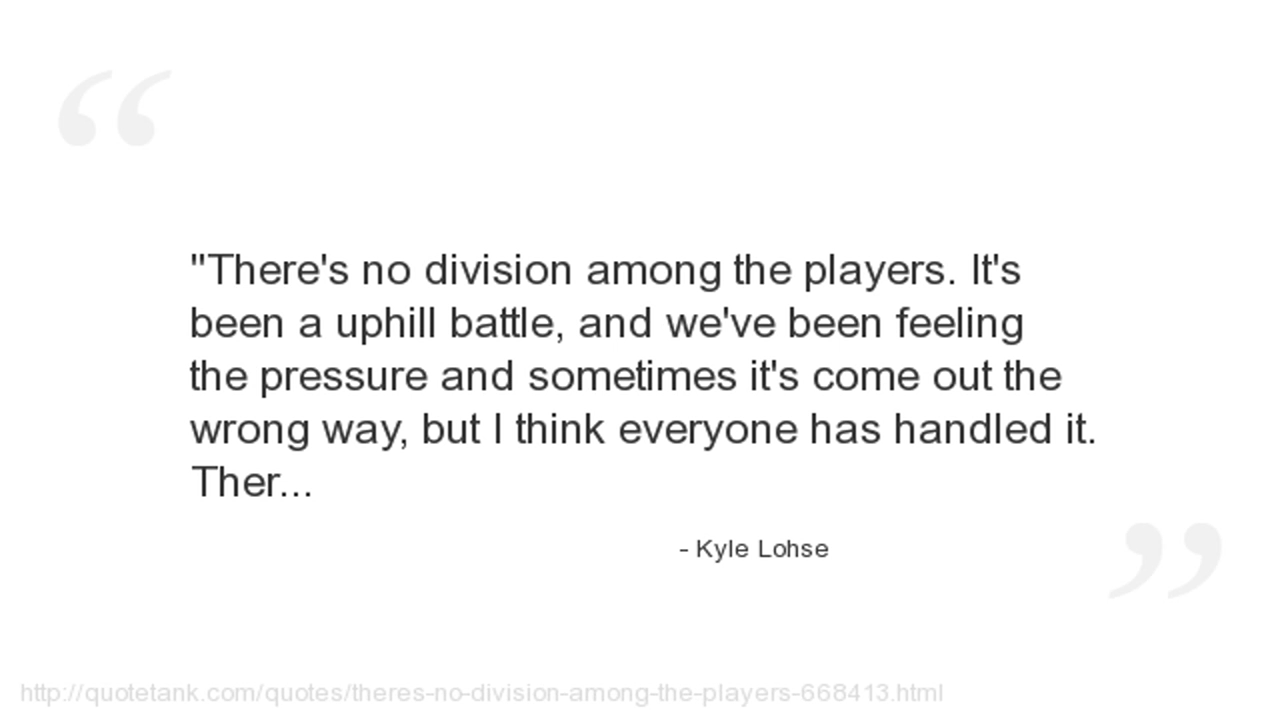 "There's no division among the players. It's
been a uphill battle, and we've been feeling
the pressure and sometimes it's come out the
wrong way, but I think everyone has handled it.
Ther...
- Kyle Lohse
http://quotetank.com/quotes/theres-no-division-among-the-players-668413.html